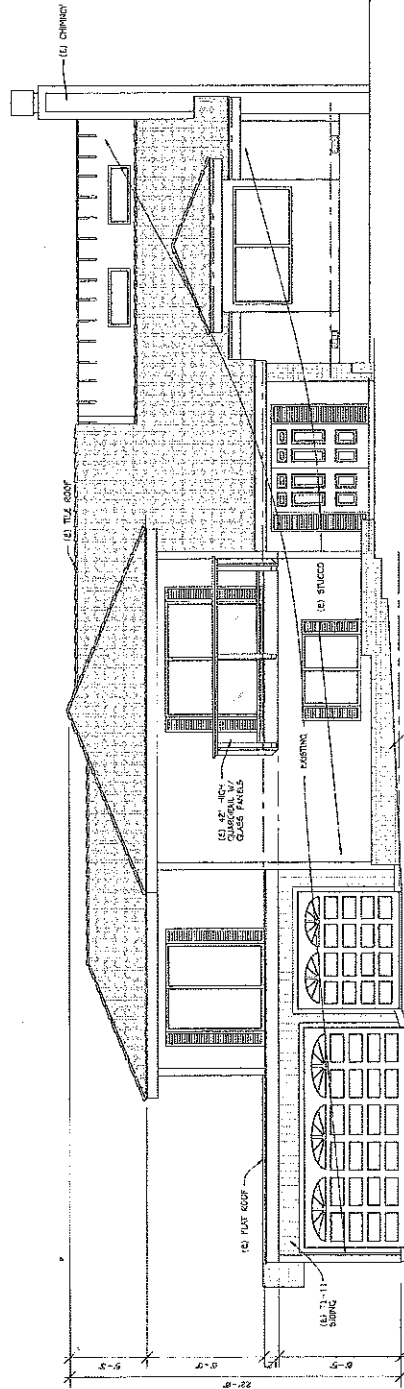 (E) CHIMNEY
(E) TILE ROOF
(E) 42" HIGH
GUARDRAIL W/
GLASS PANELS
(E) STUCCO
EXISTING
(E) FLAT ROOF
(E) T1-11
SIDING
22'-8"